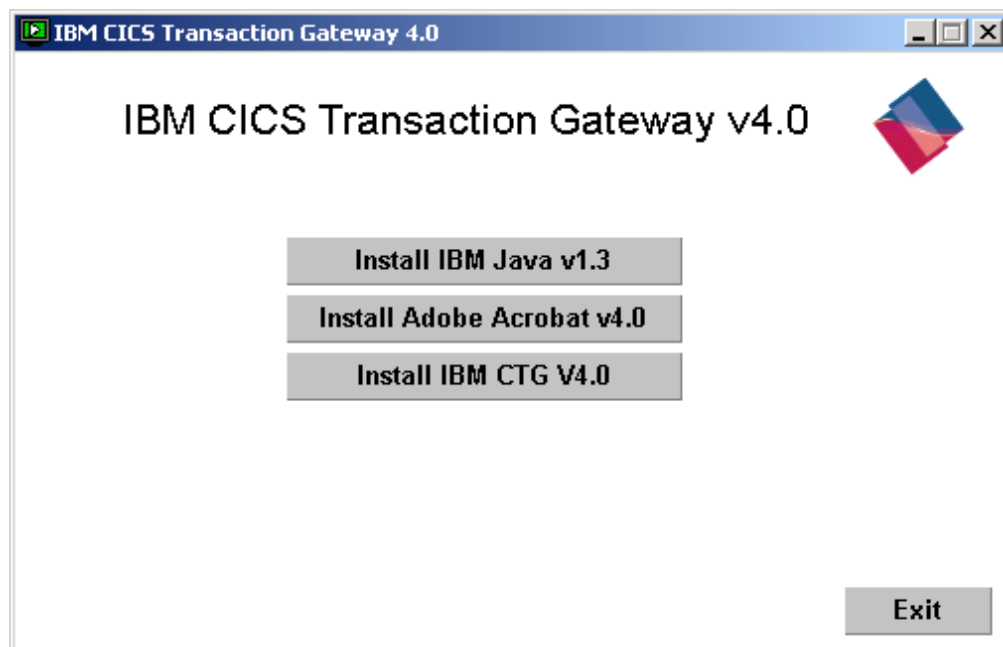 IBM CICS Transaction Gateway 4.0
IBM CICS Transaction Gateway v4.0
Install IBM Java v1.3
Install Adobe Acrobat v4.0
Install IBM CTG V4.0
Exit